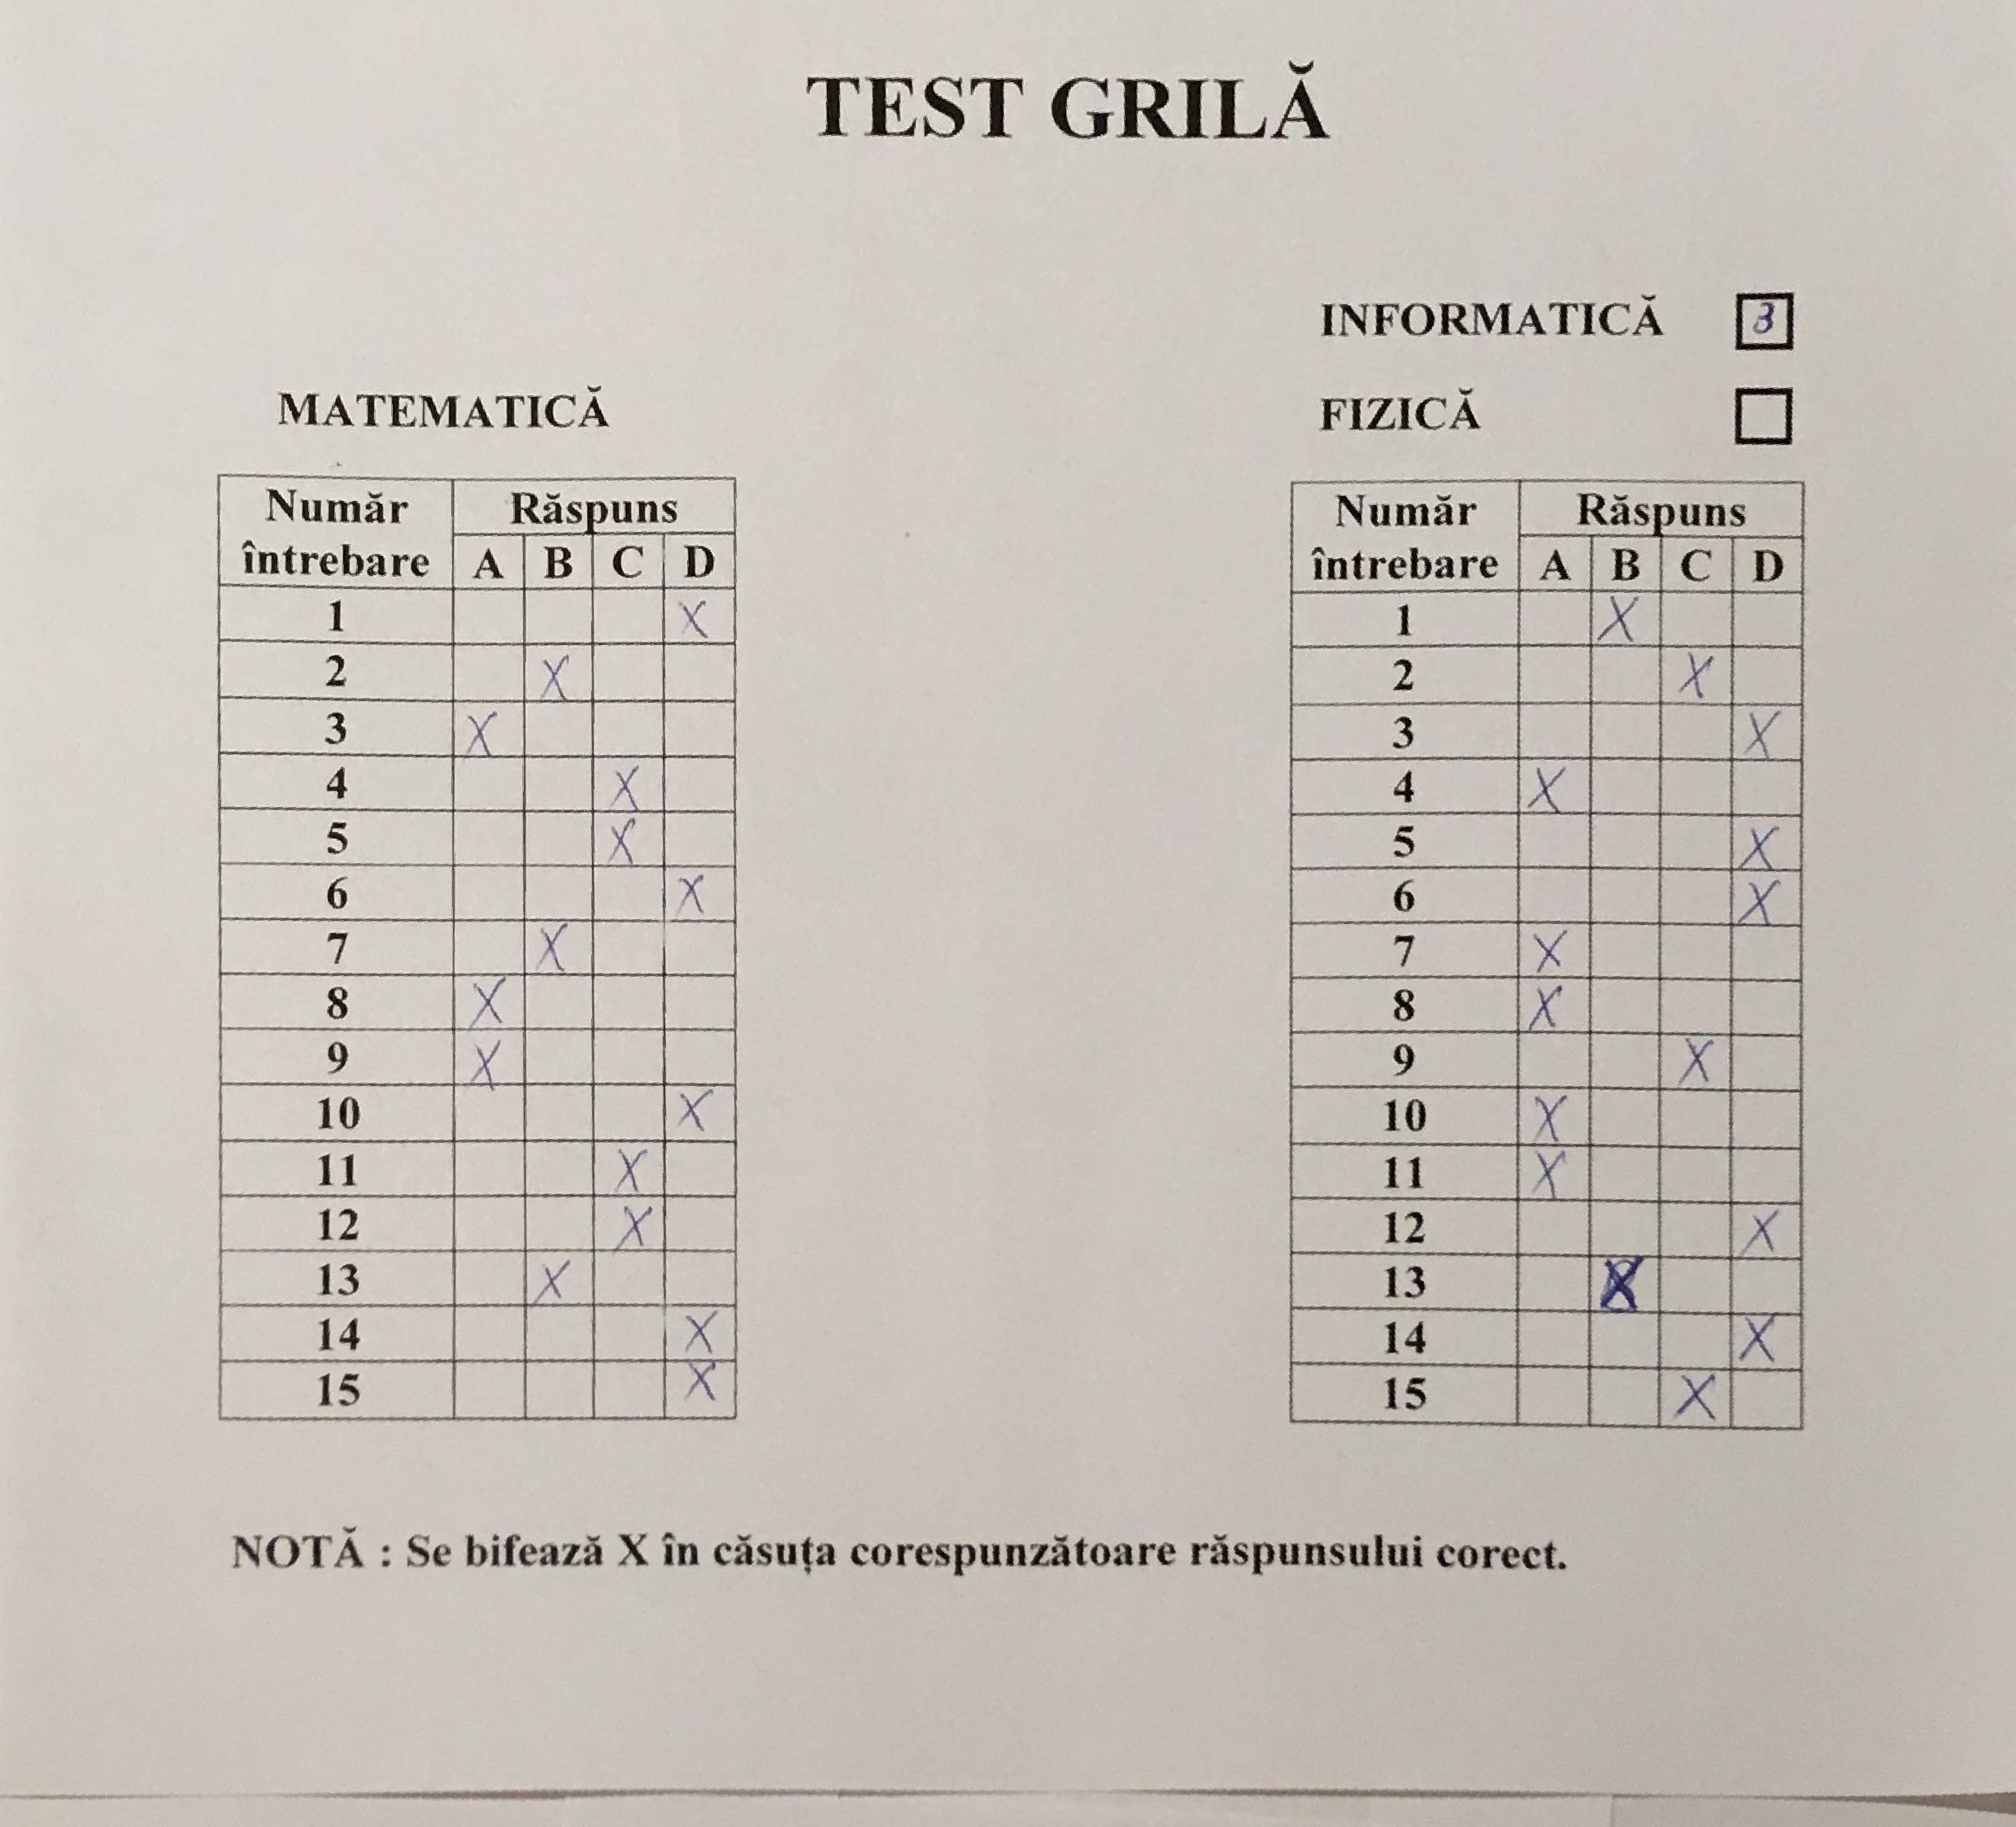 TEST GRILĂ
INFORMATICĂ 3
FIZICĂ
MATEMATICĂ
Număr întrebare Răspuns
A B C D
1 X
2 X
3 X
4 X
5 X
6 X
7 X
8 X
9 X
10 X
11 X
12 X
13 X
14 X
15 X
Număr întrebare Răspuns
A B C D
1 X
2 X
3 X
4 X
5 X
6 X
7 X
8 X
9 X
10 X
11 X
12 X
13 X
14 X
15 X
NOTĂ : Se bifează X în căsuța corespunzătoare răspunsului corect.